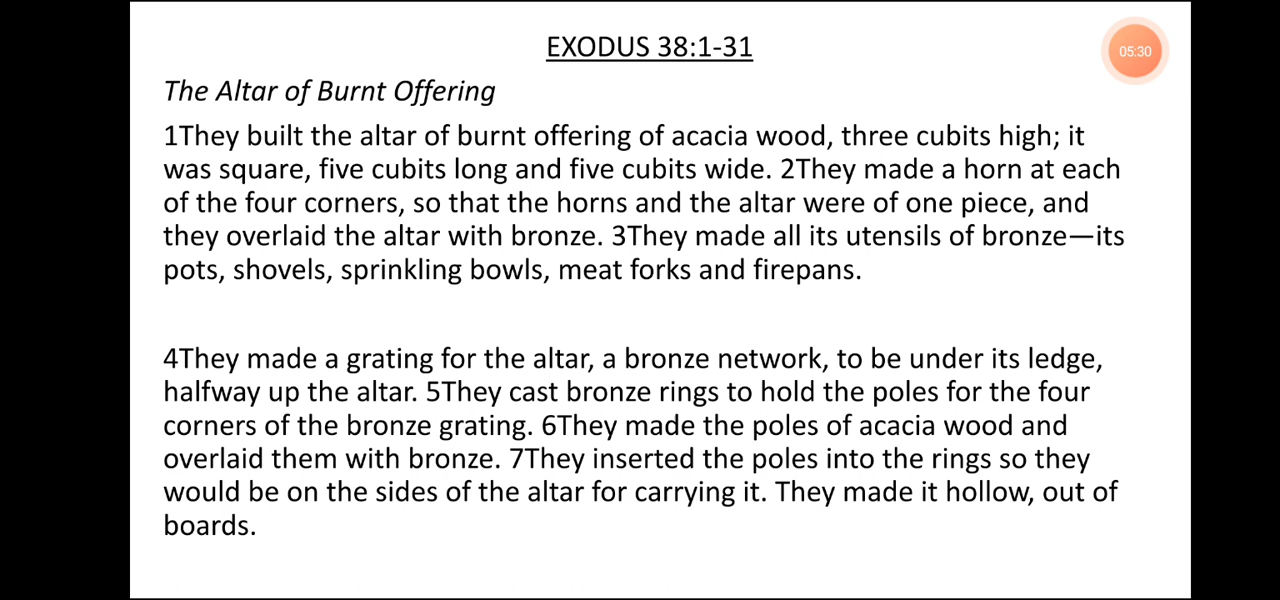 EXODUS 38:1-31
05:30
The Altar of Burnt Offering
1They built the altar of burnt offering of acacia wood, three cubits high; it
was square, five cubits long and five cubits wide. 2They made a horn at each
of the four corners, so that the horns and the altar were of one piece, and
they overlaid the altar with bronze. 3They made all its utensils of bronze—its
pots, shovels, sprinkling bowls, meat forks and firepans.
4They made a grating for the altar, a bronze network, to be under its ledge,
halfway up the altar. 5They cast bronze rings to hold the poles for the four
corners of the bronze grating. 6They made the poles of acacia wood and
overlaid them with bronze. 7They inserted the poles into the rings so they
would be on the sides of the altar for carrying it. They made it hollow, out of
boards.